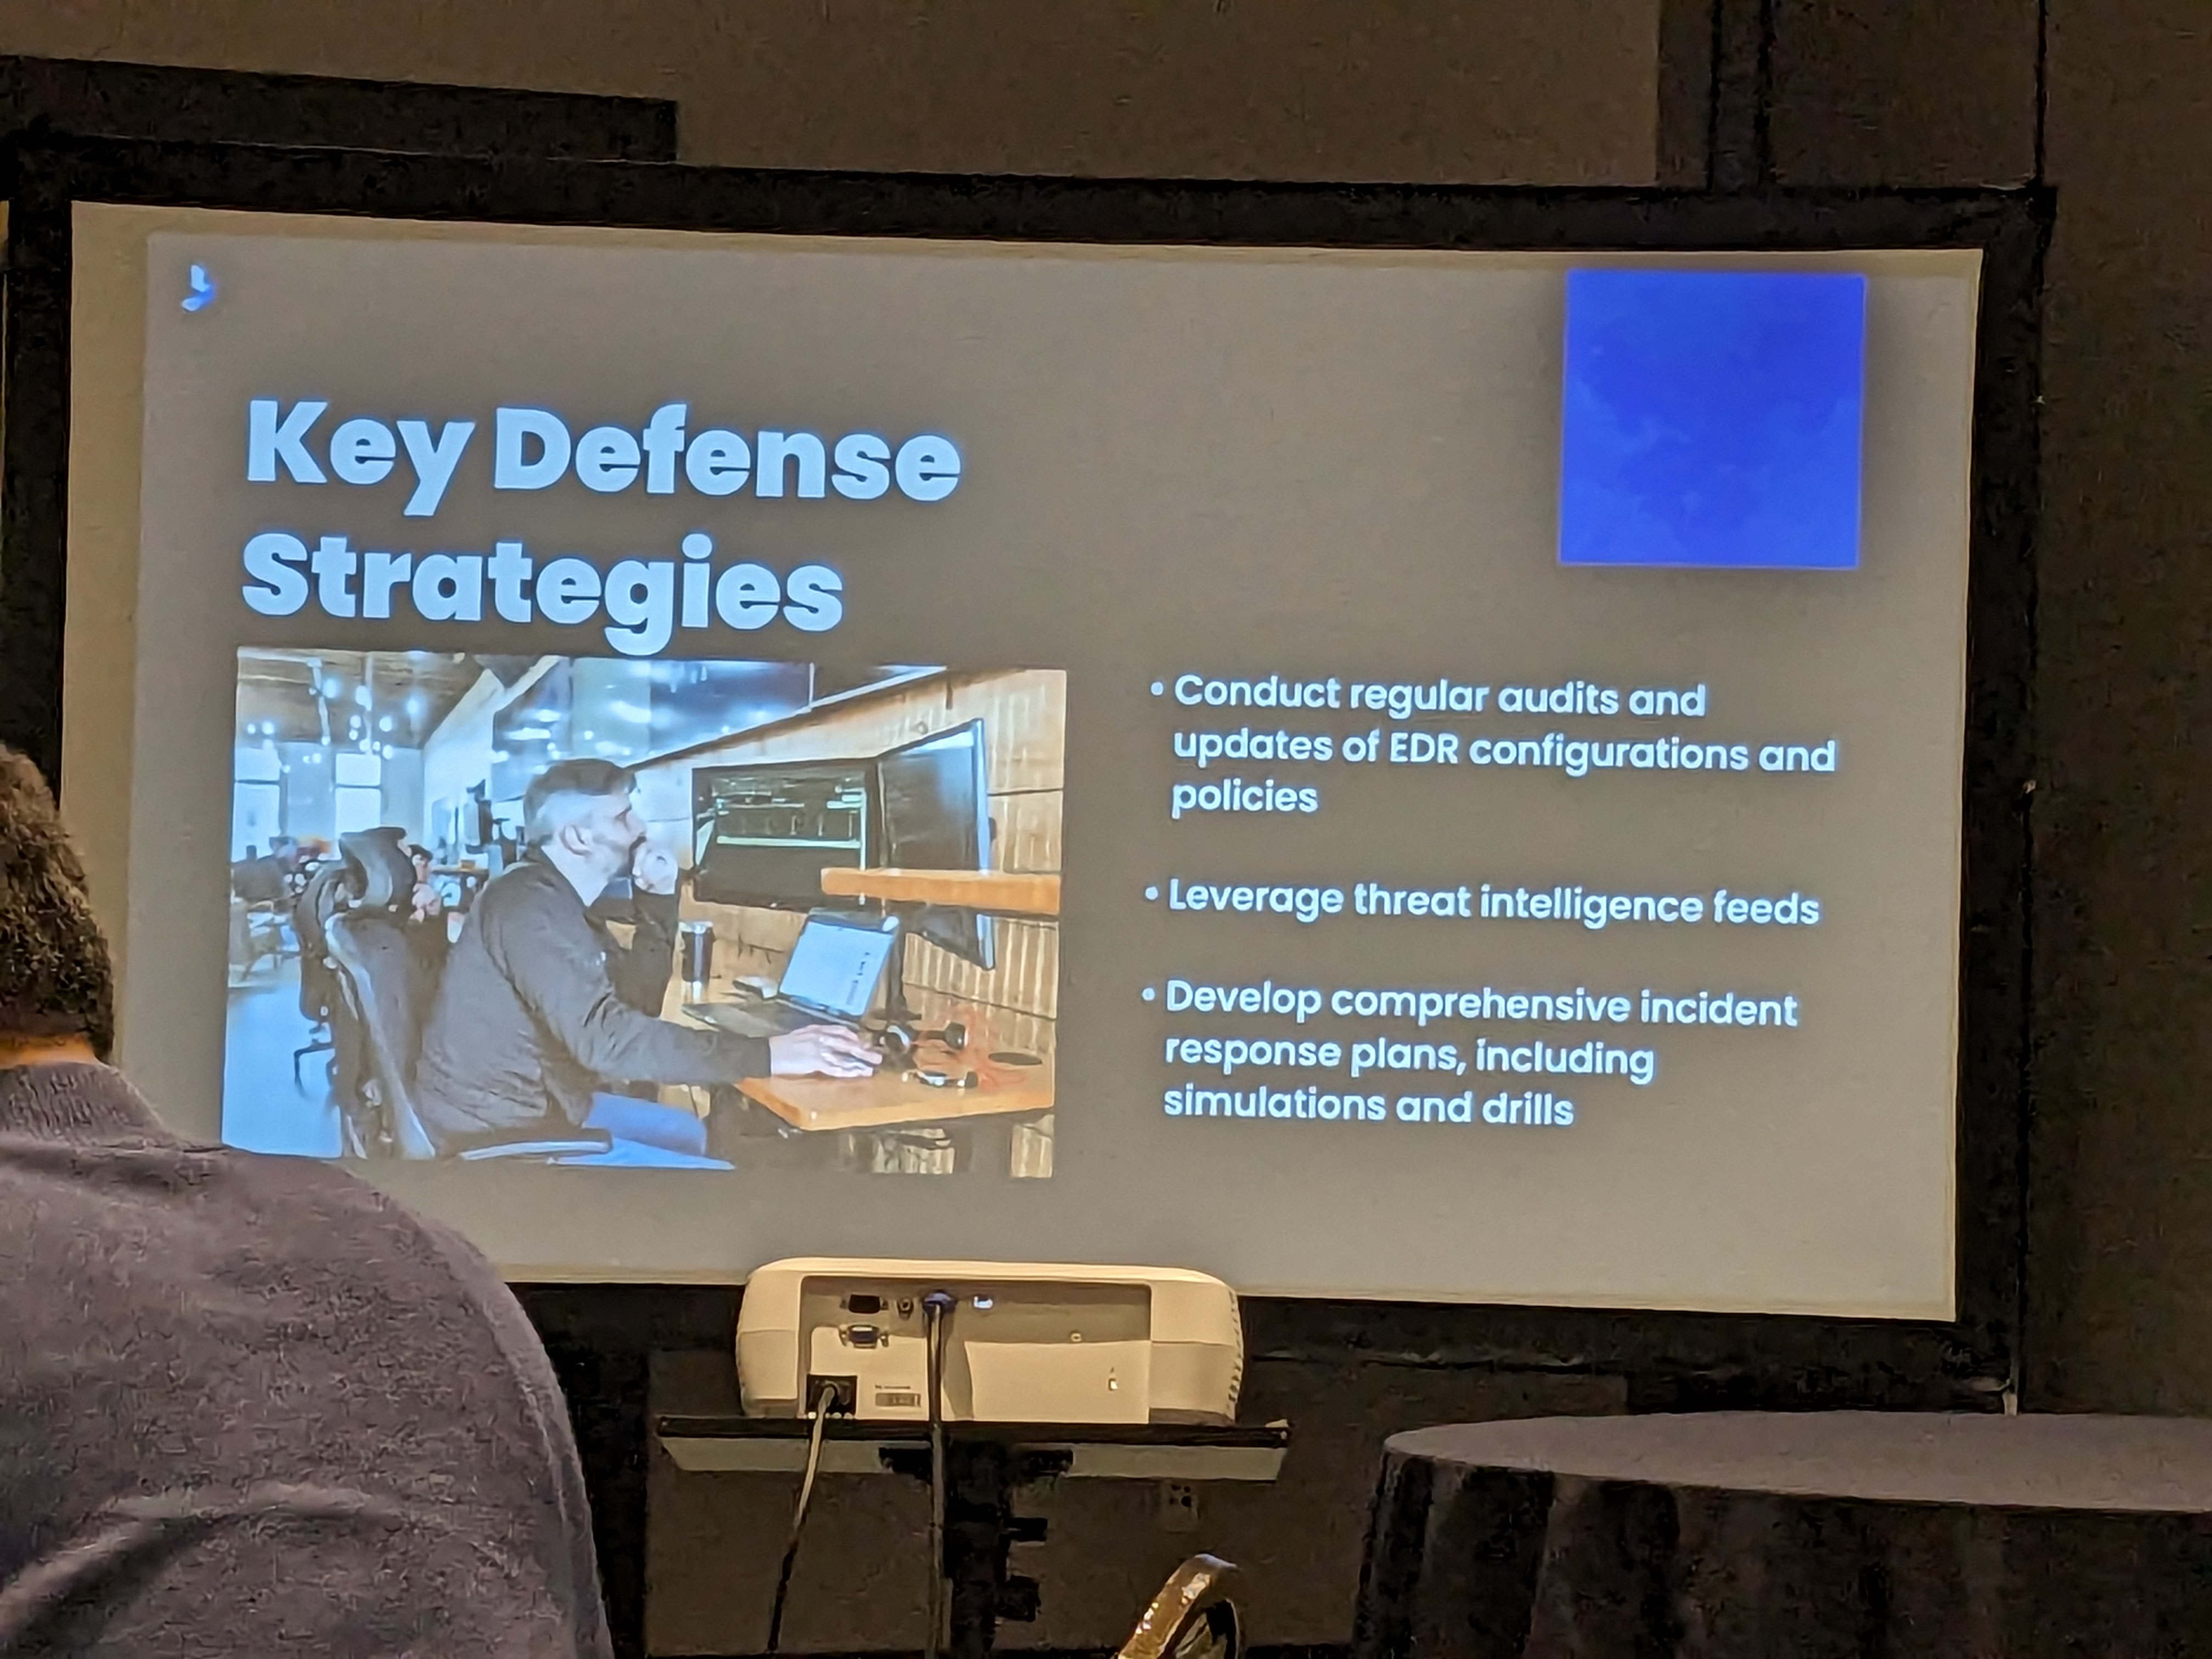 Key Defense
Strategies
• Conduct regular audits and
updates of EDR configurations and
policies
• Leverage threat intelligence feeds
• Develop comprehensive incident
response plans, including
simulations and drills